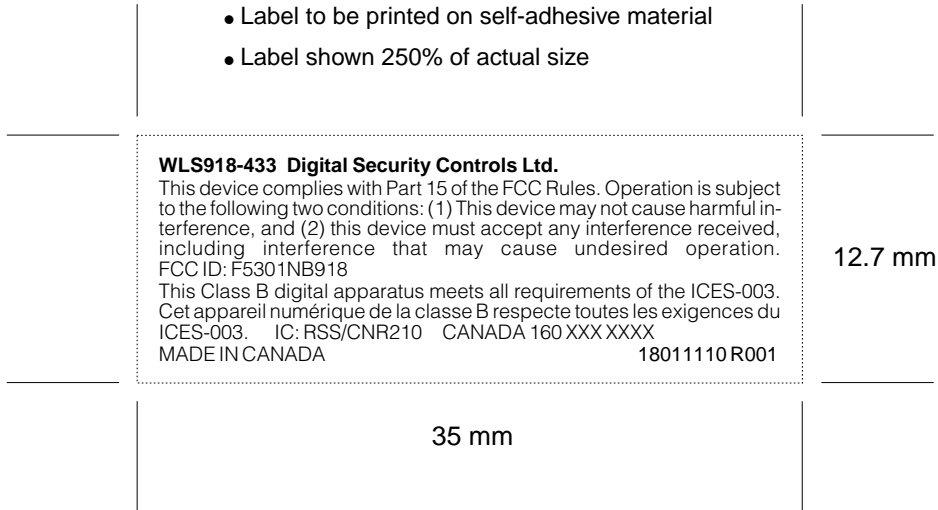 ● Label to be printed on self-adhesive material
● Label shown 250% of actual size
WLS918-433 Digital Security Controls Ltd.
This device complies with Part 15 of the FCC Rules. Operation is subject
to the following two conditions: (1) This device may not cause harmful in-
terference, and (2) this device must accept any interference received,
including interference that may cause undesired operation.
FCC ID: F5301NB918
This Class B digital apparatus meets all requirements of the ICES-003.
Cet appareil numérique de la classe B respecte toutes les exigences du
ICES-003. IC: RSS/CNR210 CANADA 160 XXX XXXX
MADE IN CANADA 18011110 R001
12.7 mm
35 mm